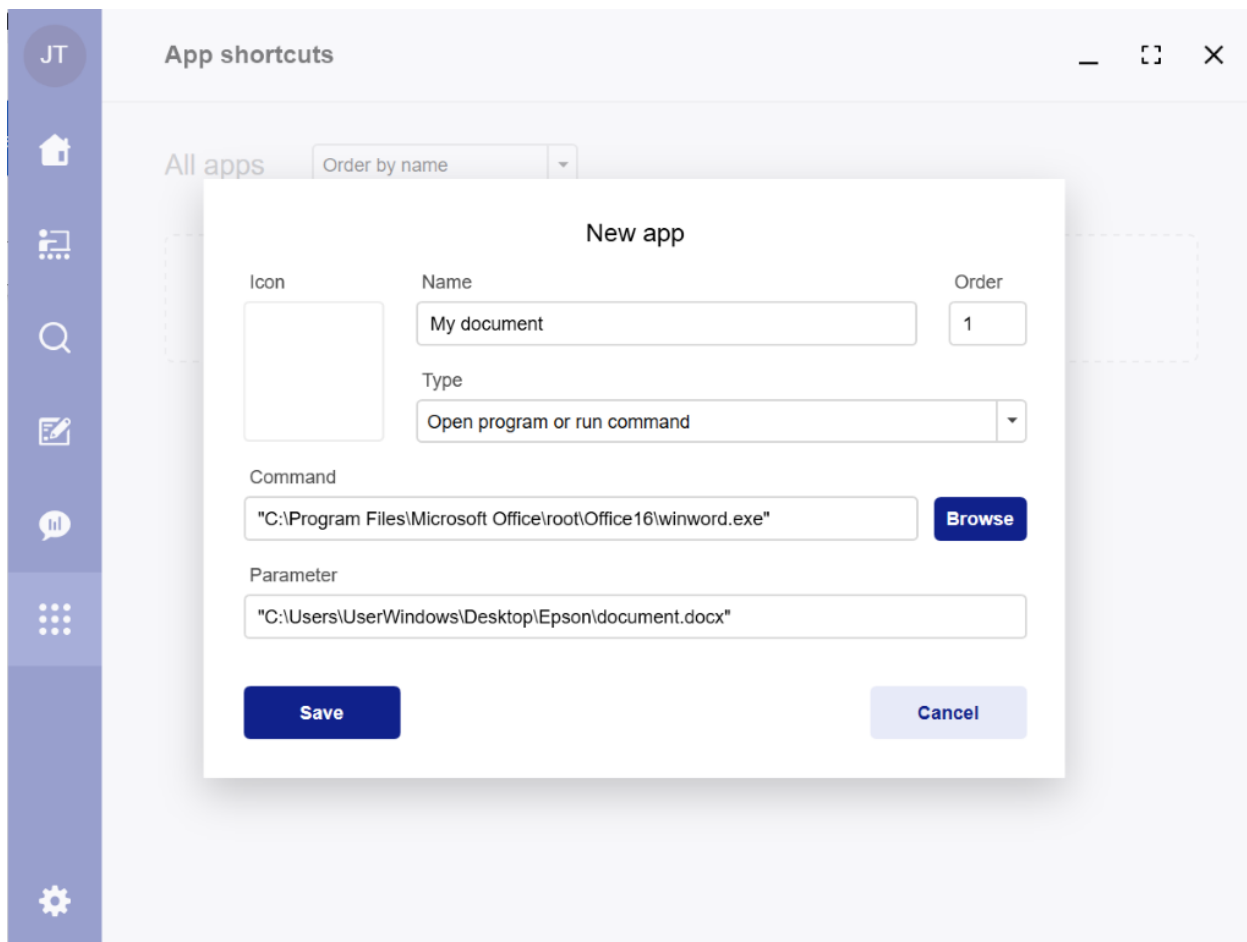 JT
App shortcuts
All apps
Order by name
New app
Icon
Name
Order
My document
1
Type
Open program or run command
Command
"C:\Program Files\Microsoft Office\root\Office16\winword.exe"
Browse
Parameter
"C:\Users\UserWindows\Desktop\Epson\document.docx"
Save
Cancel